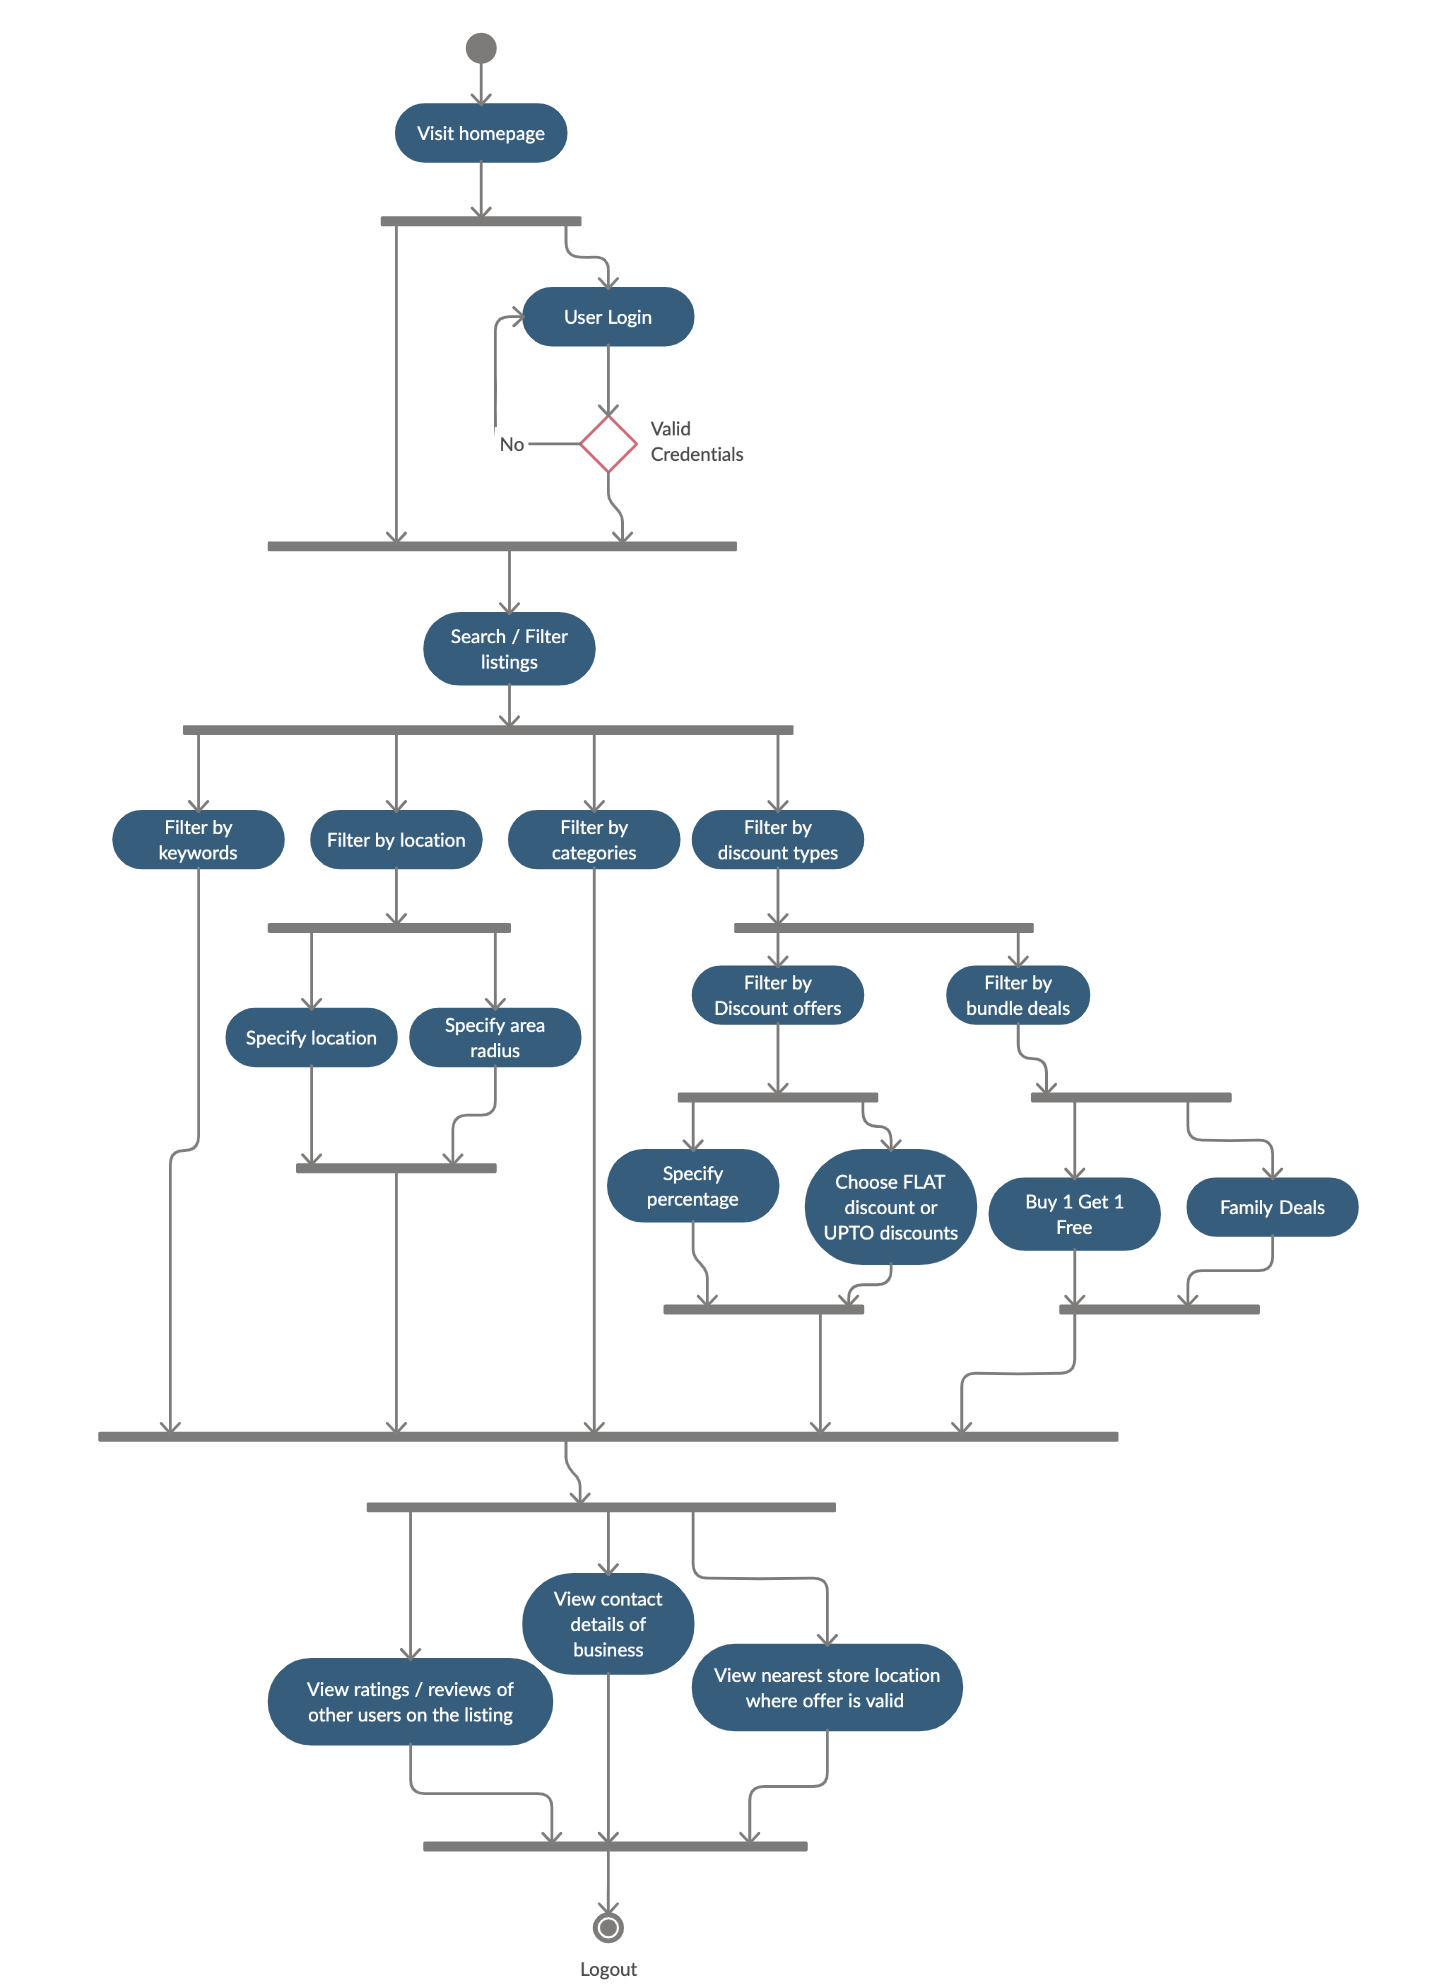 Visit homepage
User Login
Valid
Credentials
No
Search / Filter
listings
Filter by
keywords
Filter by location
Filter by
categories
Filter by
discount types
Filter by
Discount offers
Filter by
bundle deals
Specify location
Specify area
radius
Specify
percentage
Choose FLAT
discount or
UPTO discounts
Buy 1 Get 1
Free
Family Deals
View contact
details of
business
View ratings / reviews of
other users on the listing
View nearest store location
where offer is valid
Logout